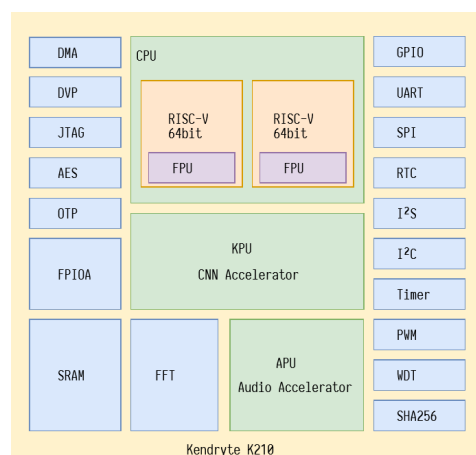 DMA
DVP
JTAG
AES
OTP
FPIOA
SRAM
CPU
RISC-V
64bit
FPU
RISC-V
64bit
FPU
KPU
CNN Accelerator
FFT
APU
Audio Accelerator
GPIO
UART
SPI
RTC
I²S
I²C
Timer
PWM
WDT
SHA256
Kendryte K210